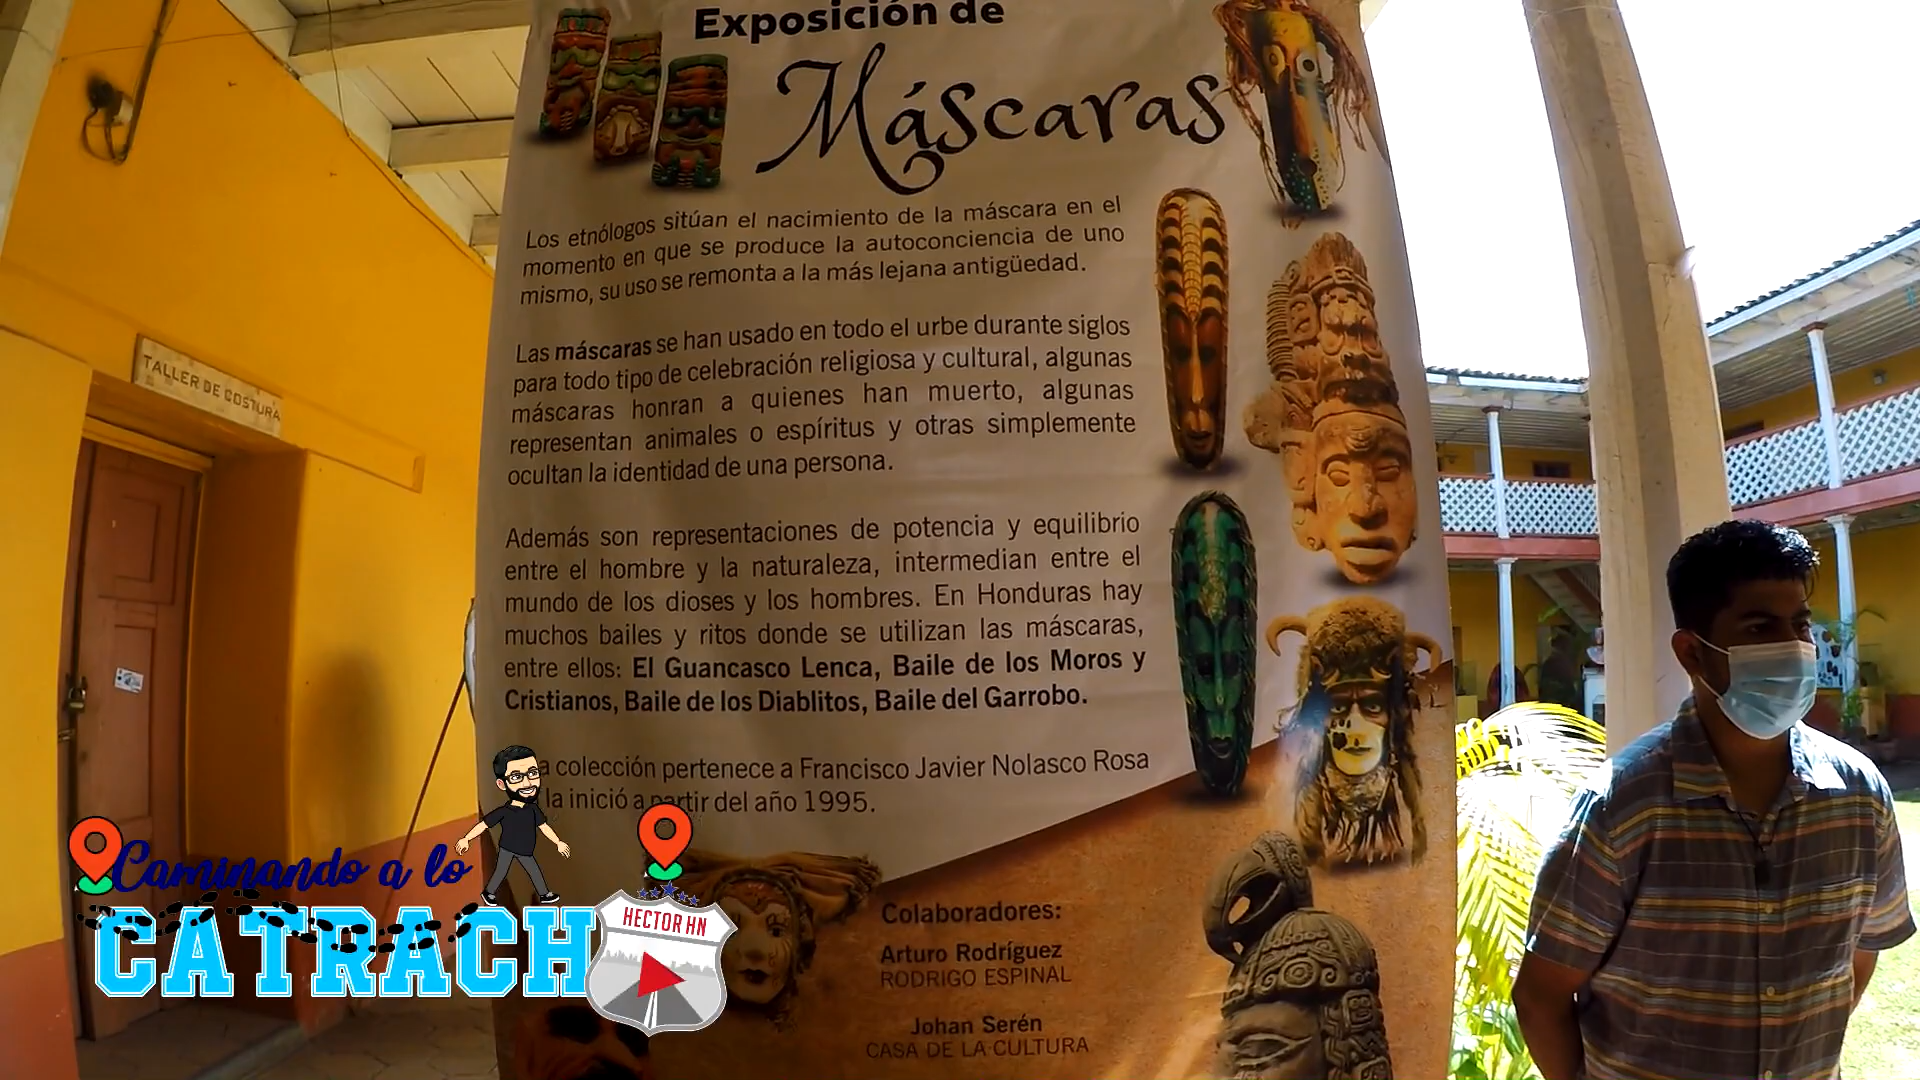 Exposición de
Máscaras
Los etnólogos sitúan el nacimiento de la máscara en el
momento en que se produce la autoconciencia de uno
mismo, su uso se remonta a la más lejana antigüedad.
Las máscaras se han usado en todo el urbe durante siglos
para todo tipo de celebración religiosa y cultural, algunas
máscaras honran a quienes han muerto, algunas
representan animales o espíritus y otras simplemente
ocultan la identidad de una persona.
Además son representaciones de potencia y equilibrio
entre el hombre y la naturaleza, intermedian entre el
mundo de los dioses y los hombres. En Honduras hay
muchos bailes y ritos donde se utilizan las máscaras,
entre ellos: El Guancasco Lenca, Baile de los Moros y
Cristianos, Baile de los Diablitos, Baile del Garrobo.
a colección pertenece a Francisco Javier Nolasco Rosa
la inició a partir del año 1995.
Colaboradores:
Arturo Rodríguez
RODRIGO ESPINAL
Johan Serén
CASA DE LA CULTURA
TALLER DE COSTURA
Caminando a lo
CATRACH
HECTOR HN